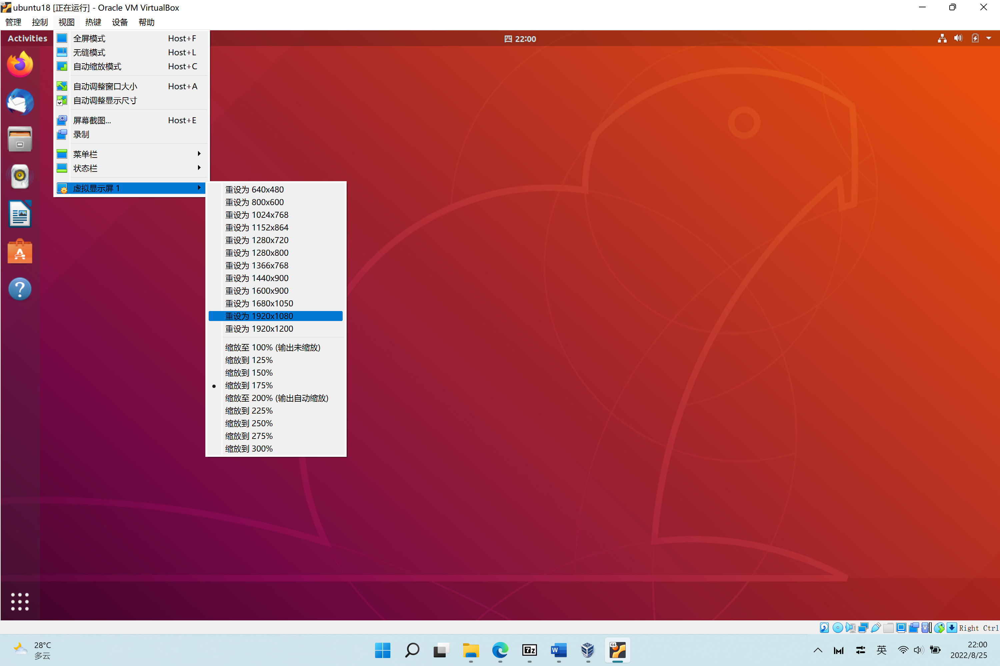 ubuntu18 [正在运行] - Oracle VM VirtualBox
管理 控制 视图 热键 设备 帮助
Activities
四 22:00
全屏模式 Host+F
无缝模式 Host+L
自动缩放模式 Host+C
自动调整窗口大小 Host+A
自动调整显示尺寸
屏幕截图... Host+E
录制
菜单栏
状态栏
虚拟显示屏 1
重设为 640x480
重设为 800x600
重设为 1024x768
重设为 1152x864
重设为 1280x720
重设为 1280x800
重设为 1366x768
重设为 1440x900
重设为 1600x900
重设为 1680x1050
重设为 1920x1080
重设为 1920x1200
缩放至 100% (输出未缩放)
缩放到 125%
缩放到 150%
缩放到 175%
缩放至 200% (输出自动缩放)
缩放到 225%
缩放到 250%
缩放到 275%
缩放到 300%
Right Ctrl
28°C
多云
7z
W
64
英
22:00
2022/8/25